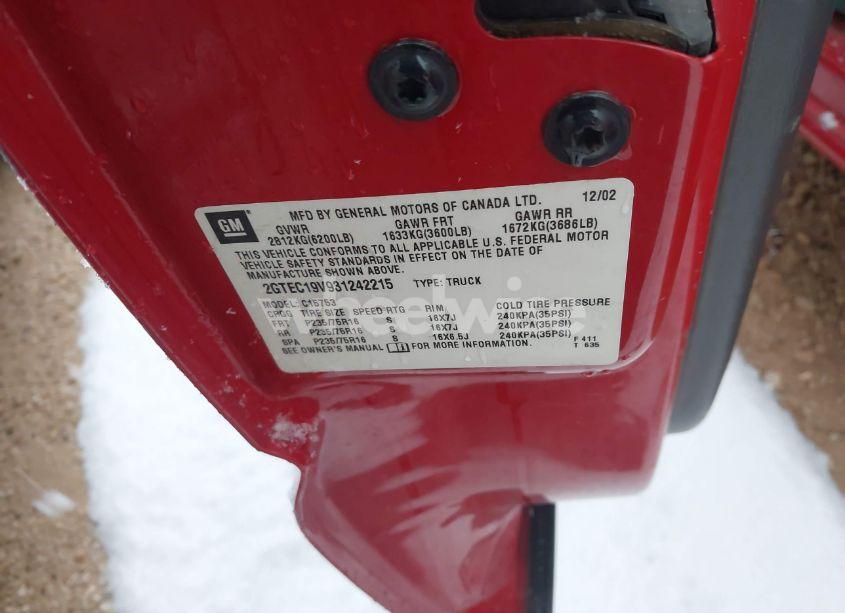 GM
MFD BY GENERAL MOTORS OF CANADA LTD. 12/02
GVWR GAWR FRT GAWR RR
2812KG(6200LB) 1633KG(3600LB) 1672KG(3686LB)
THIS VEHICLE CONFORMS TO ALL APPLICABLE U.S. FEDERAL MOTOR
VEHICLE SAFETY STANDARDS IN EFFECT ON THE DATE OF
MANUFACTURE SHOWN ABOVE.
2GTEC19V931242215 TYPE: TRUCK
MODEL: C15753
TIRE SIZE SPEED RTG RIM COLD TIRE PRESSURE
FRT P235/75R16 S 16X7J 240KPA(35PSI)
RR P235/75R16 S 16X7J 240KPA(35PSI)
SPA P235/75R16 S 16X6.5J 240KPA(35PSI)
SEE OWNER'S MANUAL FOR MORE INFORMATION.
F 411
T 635